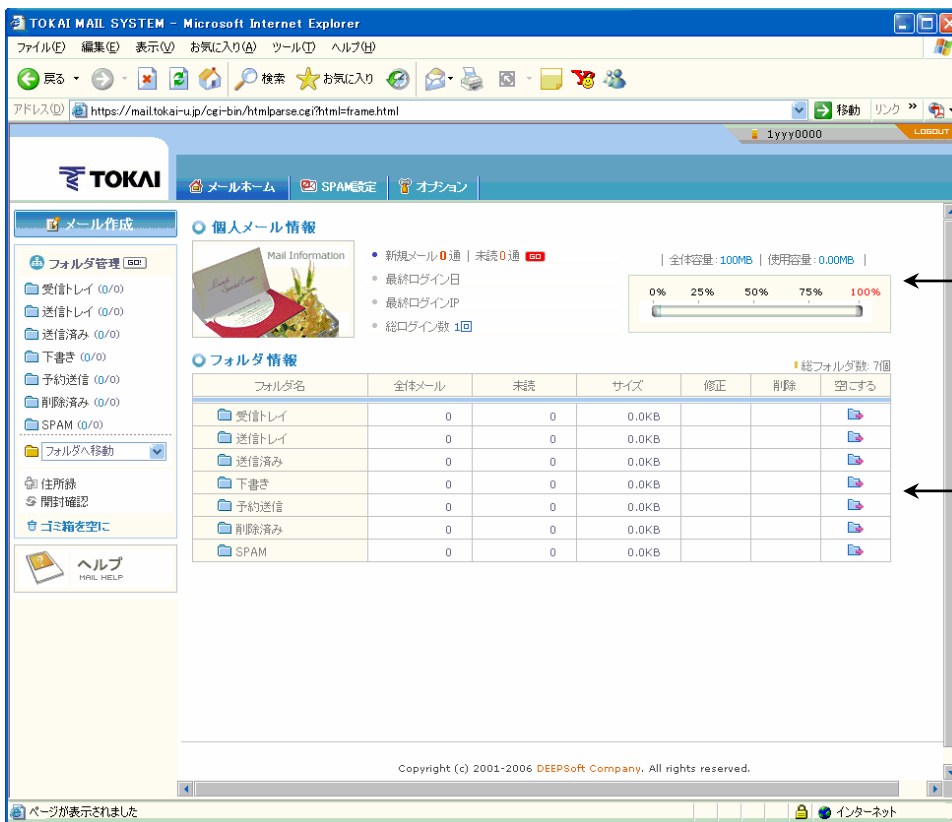 TOKAI MAIL SYSTEM - Microsoft Internet Explorer
ファイル(F) 編集(E) 表示(V) お気に入り(A) ツール(T) ヘルプ(H)
戻る 検索 お気に入り
アドレス(D) https://mail.tokai-u.jp/cgi-bin/htmlparse.cgi?html=frame.html 移動 リンク »
1yyy0000 LOGOUT
TOKAI メールホーム SPAM設定 オプション
メール作成
フォルダ管理 GO!
受信トレイ (0/0)
送信トレイ (0/0)
送信済み (0/0)
下書き (0/0)
予約送信 (0/0)
削除済み (0/0)
SPAM (0/0)
フォルダへ移動
住所録
開封確認
ゴミ箱を空に
ヘルプ
MAIL HELP
個人メール情報
Mail Information
新規メール0通 | 未読0通 GO
最終ログイン日
最終ログインIP
総ログイン数 1回
| 全体容量:100MB | 使用容量:0.00MB |
0% 25% 50% 75% 100%
フォルダ情報
総フォルダ数: 7個
フォルダ名 全体メール 未読 サイズ 修正 削除 空にする
受信トレイ 0 0 0.0KB
送信トレイ 0 0 0.0KB
送信済み 0 0 0.0KB
下書き 0 0 0.0KB
予約送信 0 0 0.0KB
削除済み 0 0 0.0KB
SPAM 0 0 0.0KB
Copyright (c) 2001-2006 DEEPSoft Company. All rights reserved.
ページが表示されました インターネット